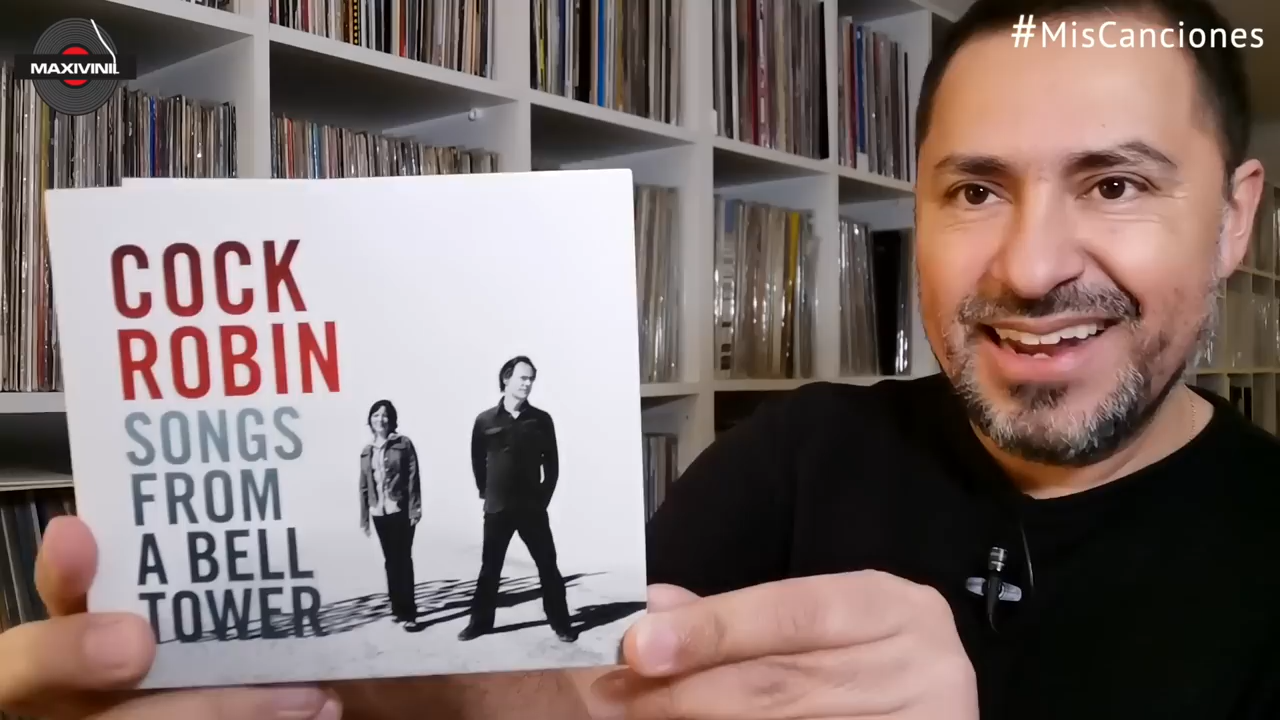 MAXIVINIL
#MisCanciones
COCK
ROBIN
SONGS
FROM
A BELL
TOWER